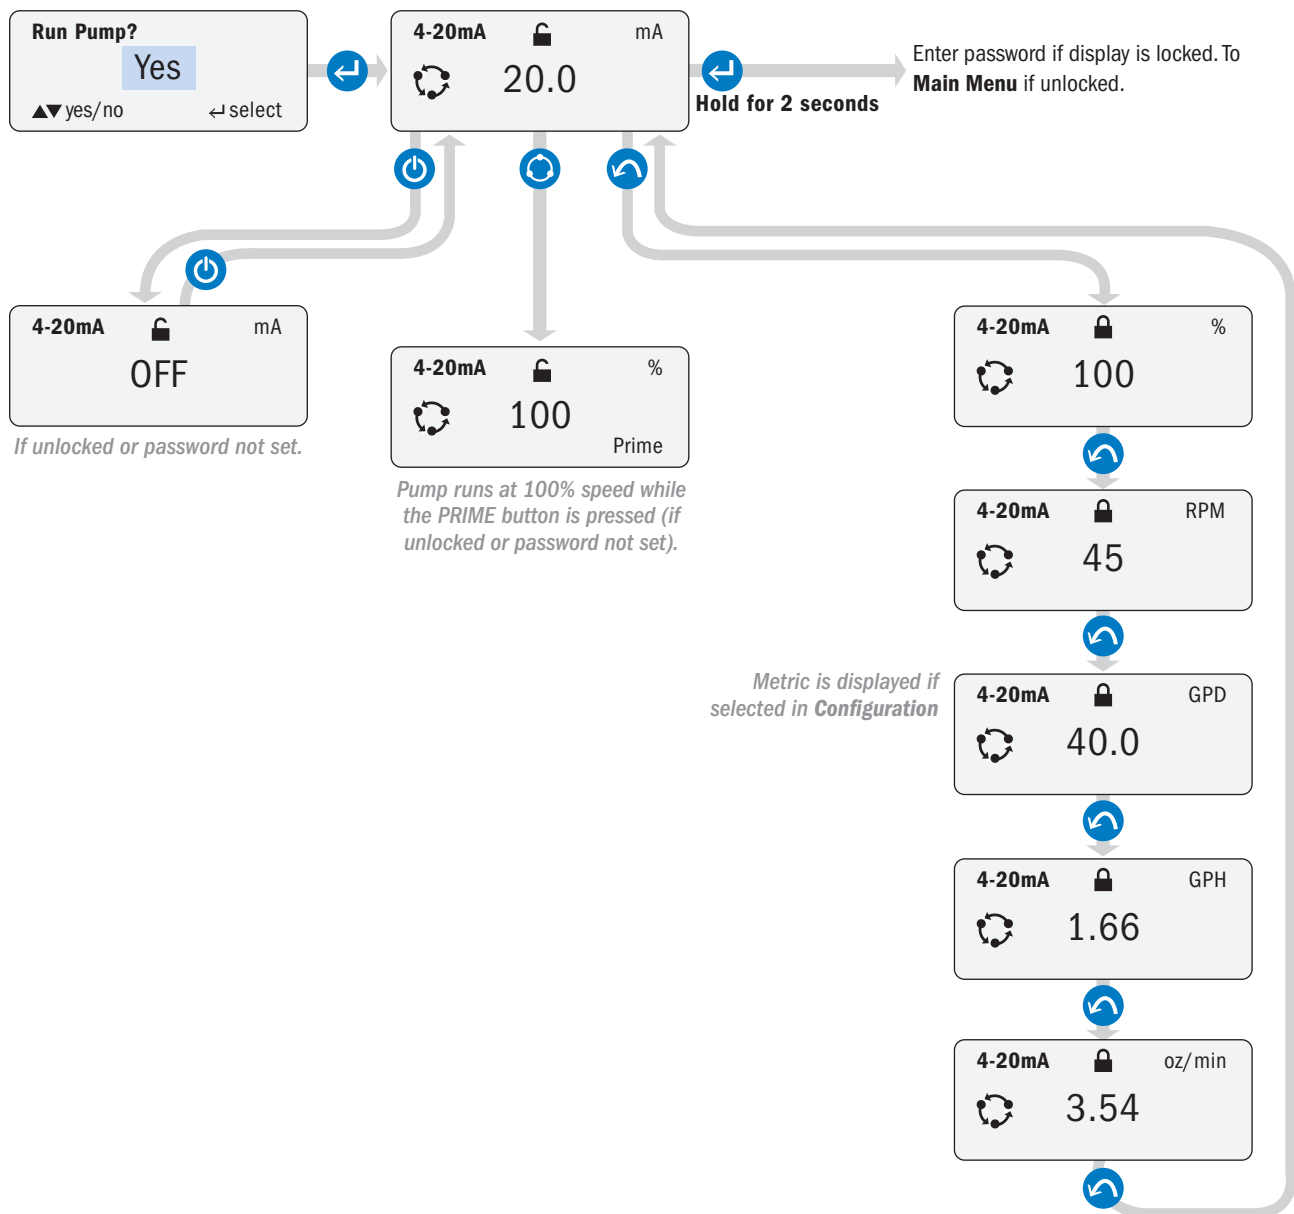 Run Pump?
Yes
▲▼ yes/no ↵ select
4-20mA mA
20.0
Hold for 2 seconds
Enter password if display is locked. To
Main Menu if unlocked.
4-20mA mA
OFF
If unlocked or password not set.
4-20mA %
100
Prime
Pump runs at 100% speed while
the PRIME button is pressed (if
unlocked or password not set).
4-20mA %
100
4-20mA RPM
45
Metric is displayed if
selected in Configuration
4-20mA GPD
40.0
4-20mA GPH
1.66
4-20mA oz/min
3.54